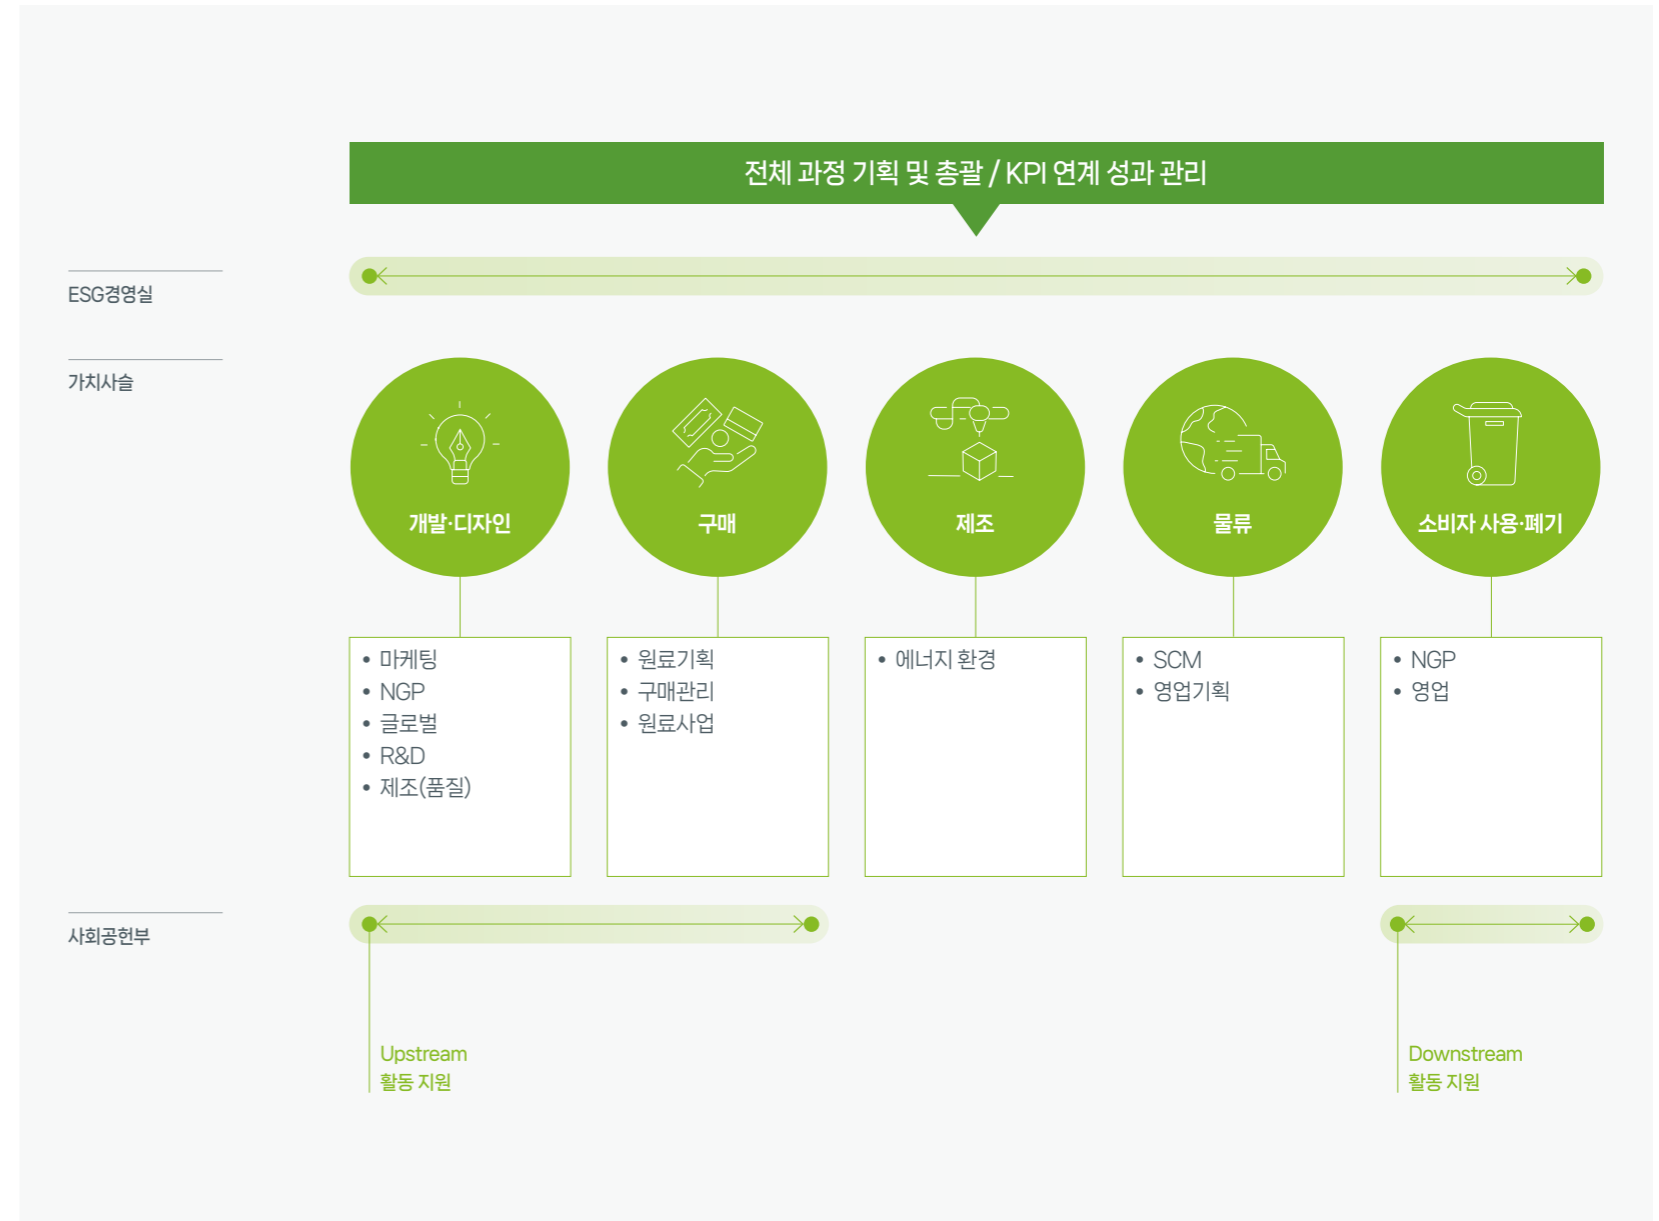 전체 과정 기획 및 총괄 / KPI 연계 성과 관리
ESG경영실
가치사슬
개발·디자인
구매
제조
물류
소비자 사용·폐기
• 마케팅
• NGP
• 글로벌
• R&D
• 제조(품질)
• 원료기획
• 구매관리
• 원료사업
• 에너지 환경
• SCM
• 영업기획
• NGP
• 영업
사회공헌부
Upstream
활동 지원
Downstream
활동 지원